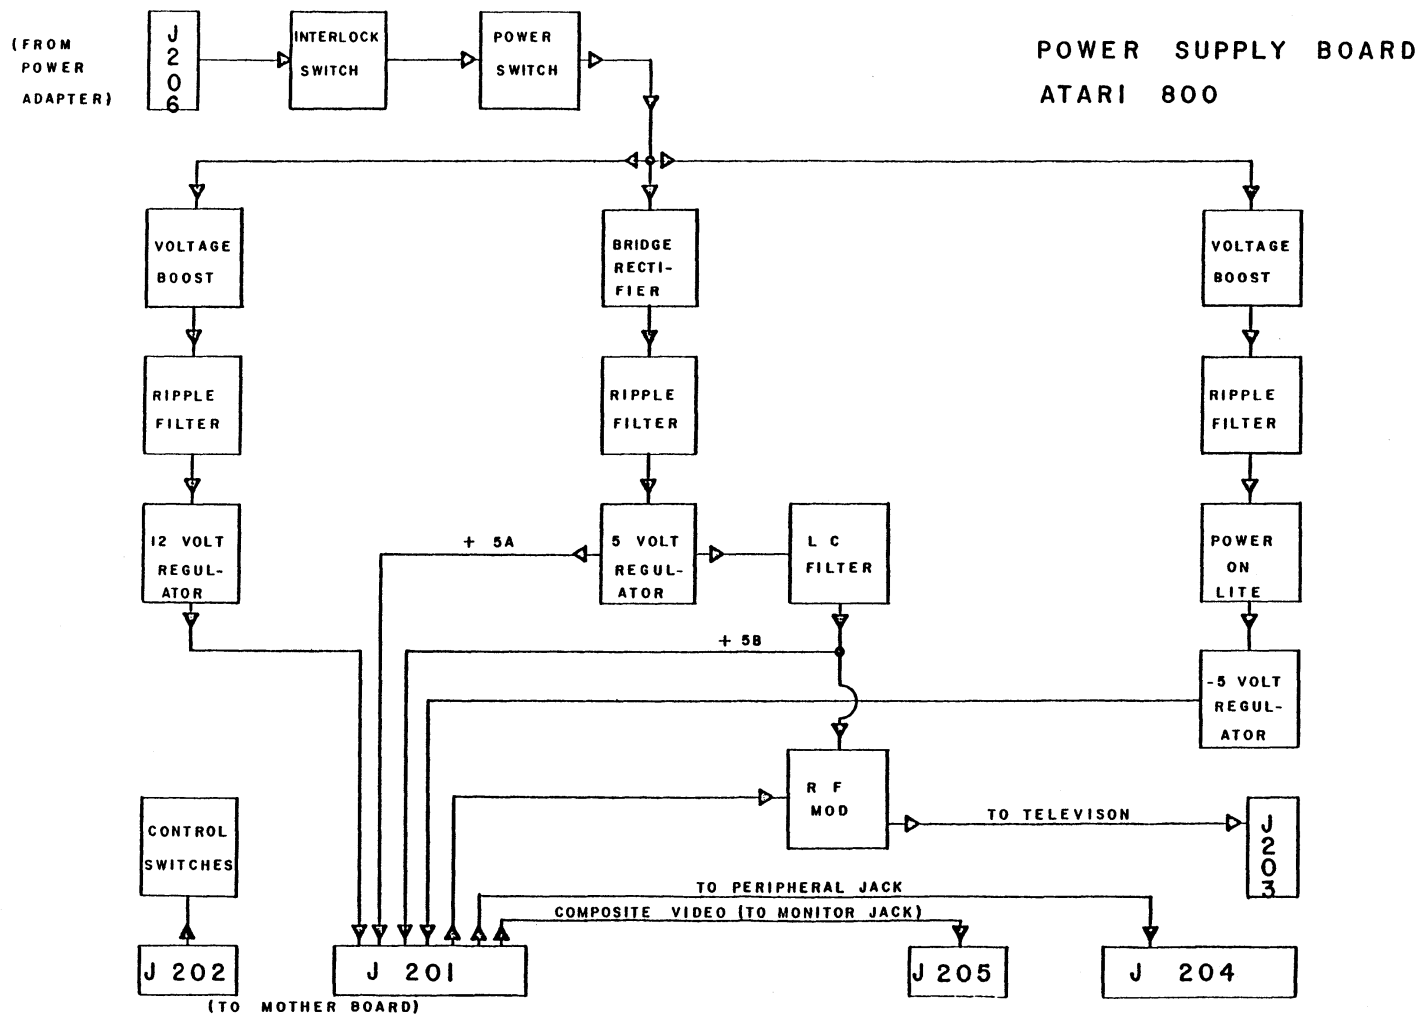 POWER SUPPLY BOARD
ATARI 800
(FROM
POWER
ADAPTER)
J
2
0
6
INTERLOCK
SWITCH
POWER
SWITCH
VOLTAGE
BOOST
BRIDGE
RECTI-
FIER
VOLTAGE
BOOST
RIPPLE
FILTER
RIPPLE
FILTER
RIPPLE
FILTER
12 VOLT
REGUL-
ATOR
+ 5A
5 VOLT
REGUL-
ATOR
L C
FILTER
POWER
ON
LITE
+ 5B
-5 VOLT
REGUL-
ATOR
R F
MOD
TO TELEVISON
J
2
0
3
CONTROL
SWITCHES
TO PERIPHERAL JACK
COMPOSITE VIDEO (TO MONITOR JACK)
J 202
J 201
J 205
J 204
(TO MOTHER BOARD)